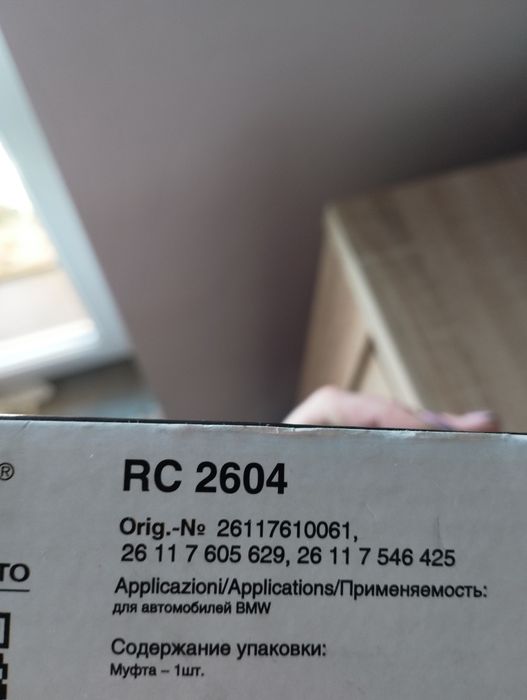 ®
RC 2604
Orig.-№ 26117610061,
26 11 7 605 629, 26 11 7 546 425
TO
Applicazioni/Applications/Применяемость:
для автомобилей BMW
Содержание упаковки:
Муфта – 1шт.